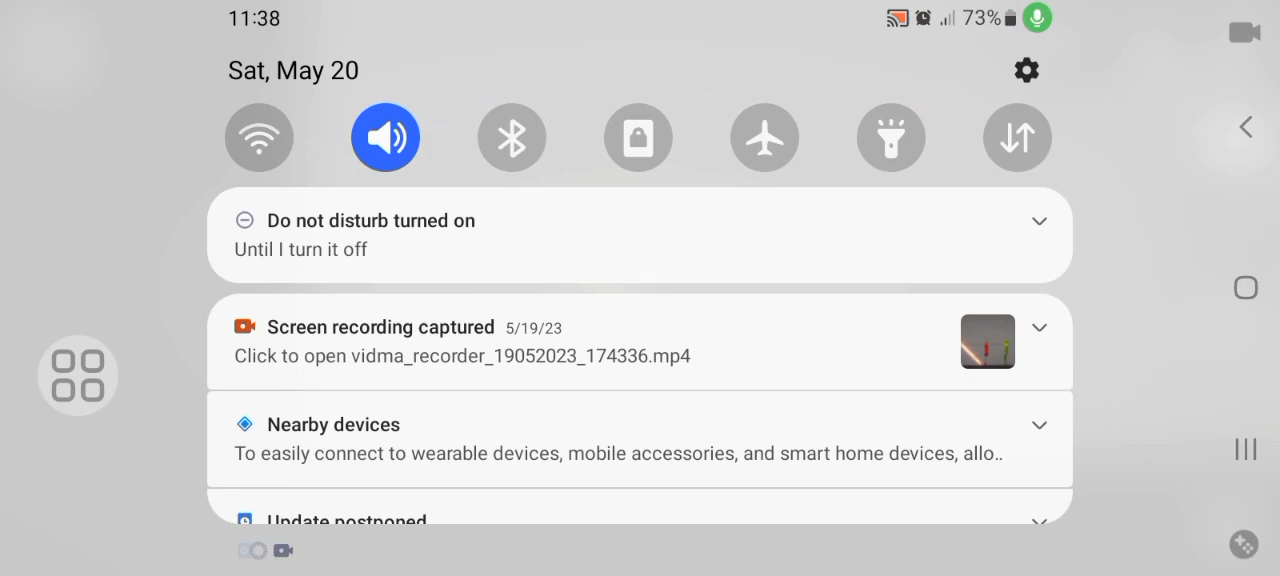 11:38
73%
Sat, May 20
Do not disturb turned on
Until I turn it off
Screen recording captured 5/19/23
Click to open vidma_recorder_19052023_174336.mp4
Nearby devices
To easily connect to wearable devices, mobile accessories, and smart home devices, allo..
Update postponed